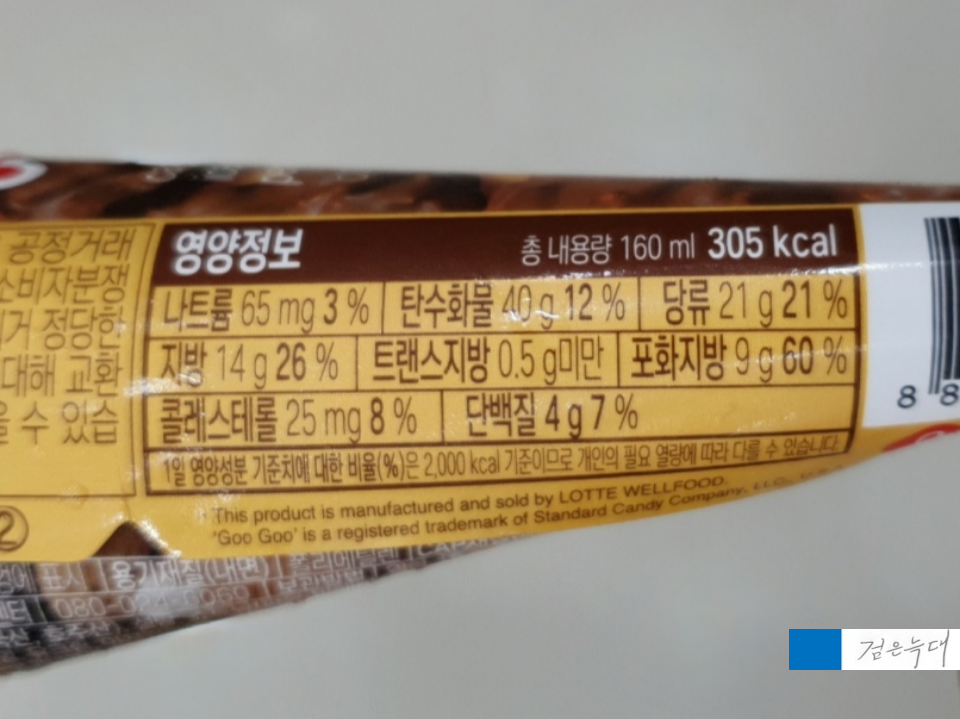 공정거래
소비자분쟁
거 정당한
대해 교환
을 수 있습
②
영양정보 총 내용량 160 ml 305 kcal
나트륨 65 mg 3 % 탄수화물 40 g 12 % 당류 21 g 21 %
지방 14 g 26 % 트랜스지방 0.5 g미만 포화지방 9 g 60 %
콜레스테롤 25 mg 8 % 단백질 4 g 7 %
1일 영양성분 기준치에 대한 비율(%)은 2,000 kcal 기준이므로 개인의 필요 열량에 따라 다를 수 있습니다.
This product is manufactured and sold by LOTTE WELLFOOD.
'Goo Goo' is a registered trademark of Standard Candy Company, LLC,
표시 용기재질(내면)
8 8
검은늑대